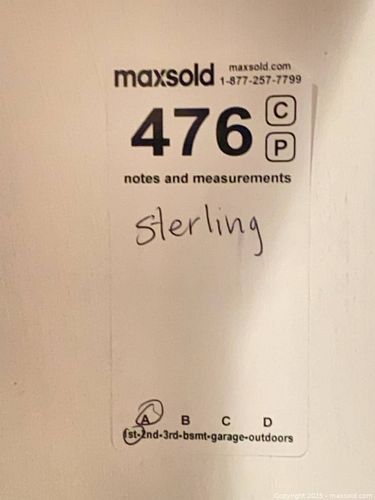 maxsold
maxsold.com
1-877-257-7799
476
C
P
notes and measurements
sterling
A B C D
1st-2nd-3rd-bsmt-garage-outdoors
Copyright 2025 - maxsold.com